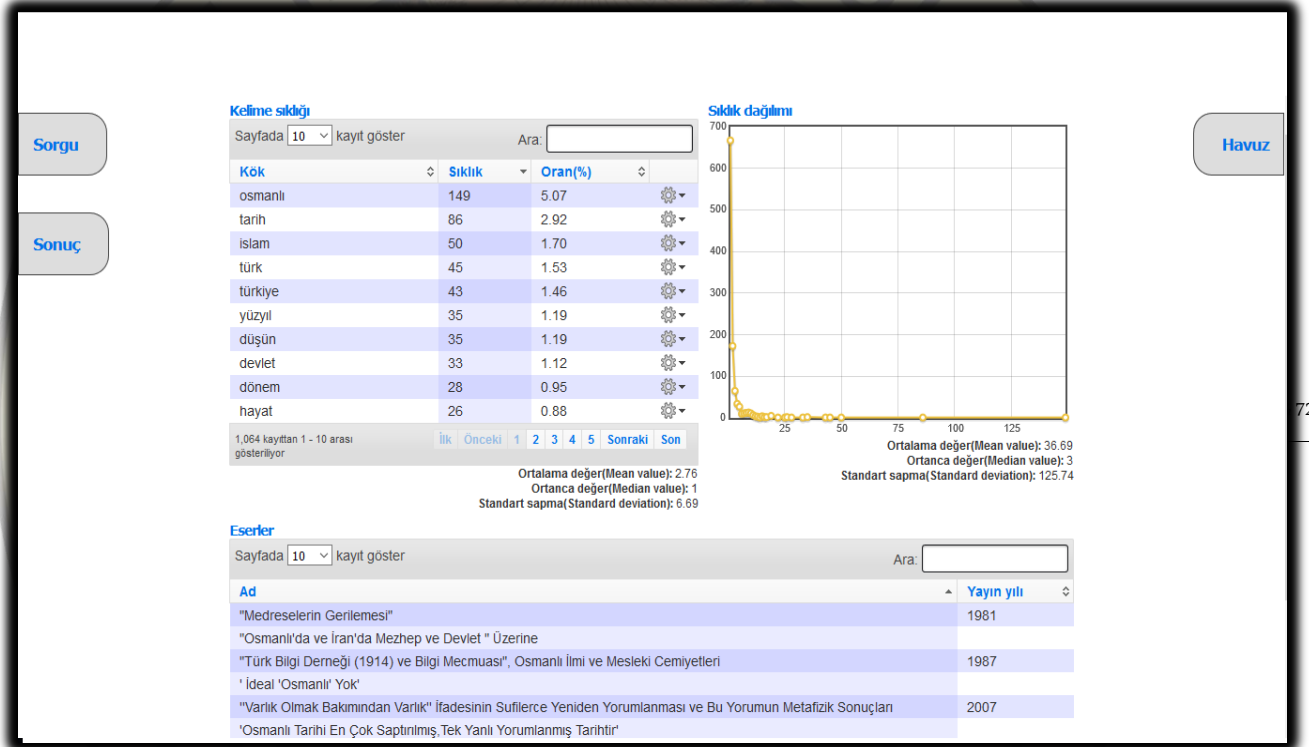 Sorgu
Sonuç
Havuz
Kelime sıklığı
Sayfada 10 kayıt göster Ara:
Kök Sıklık Oran(%)
osmanlı 149 5.07
tarih 86 2.92
islam 50 1.70
türk 45 1.53
türkiye 43 1.46
yüzyıl 35 1.19
düşün 35 1.19
devlet 33 1.12
dönem 28 0.95
hayat 26 0.88
1,064 kayıttan 1 - 10 arası
gösteriliyor
İlk Önceki 1 2 3 4 5 Sonraki Son
Ortalama değer(Mean value): 2.76
Ortanca değer(Median value): 1
Standart sapma(Standard deviation): 6.69
Sıklık dağılımı
700
600
500
400
300
200
100
0
25 50 75 100 125
Ortalama değer(Mean value): 36.69
Ortanca değer(Median value): 3
Standart sapma(Standard deviation): 125.74
72
Eserler
Sayfada 10 kayıt göster Ara:
Ad Yayın yılı
"Medreselerin Gerilemesi" 1981
"Osmanlı'da ve İran'da Mezhep ve Devlet " Üzerine
"Türk Bilgi Derneği (1914) ve Bilgi Mecmuası", Osmanlı İlmi ve Mesleki Cemiyetleri 1987
' İdeal 'Osmanlı' Yok'
''Varlık Olmak Bakımından Varlık'' İfadesinin Sufilerce Yeniden Yorumlanması ve Bu Yorumun Metafizik Sonuçları 2007
'Osmanlı Tarihi En Çok Saptırılmış,Tek Yanlı Yorumlanmış Tarihtir'